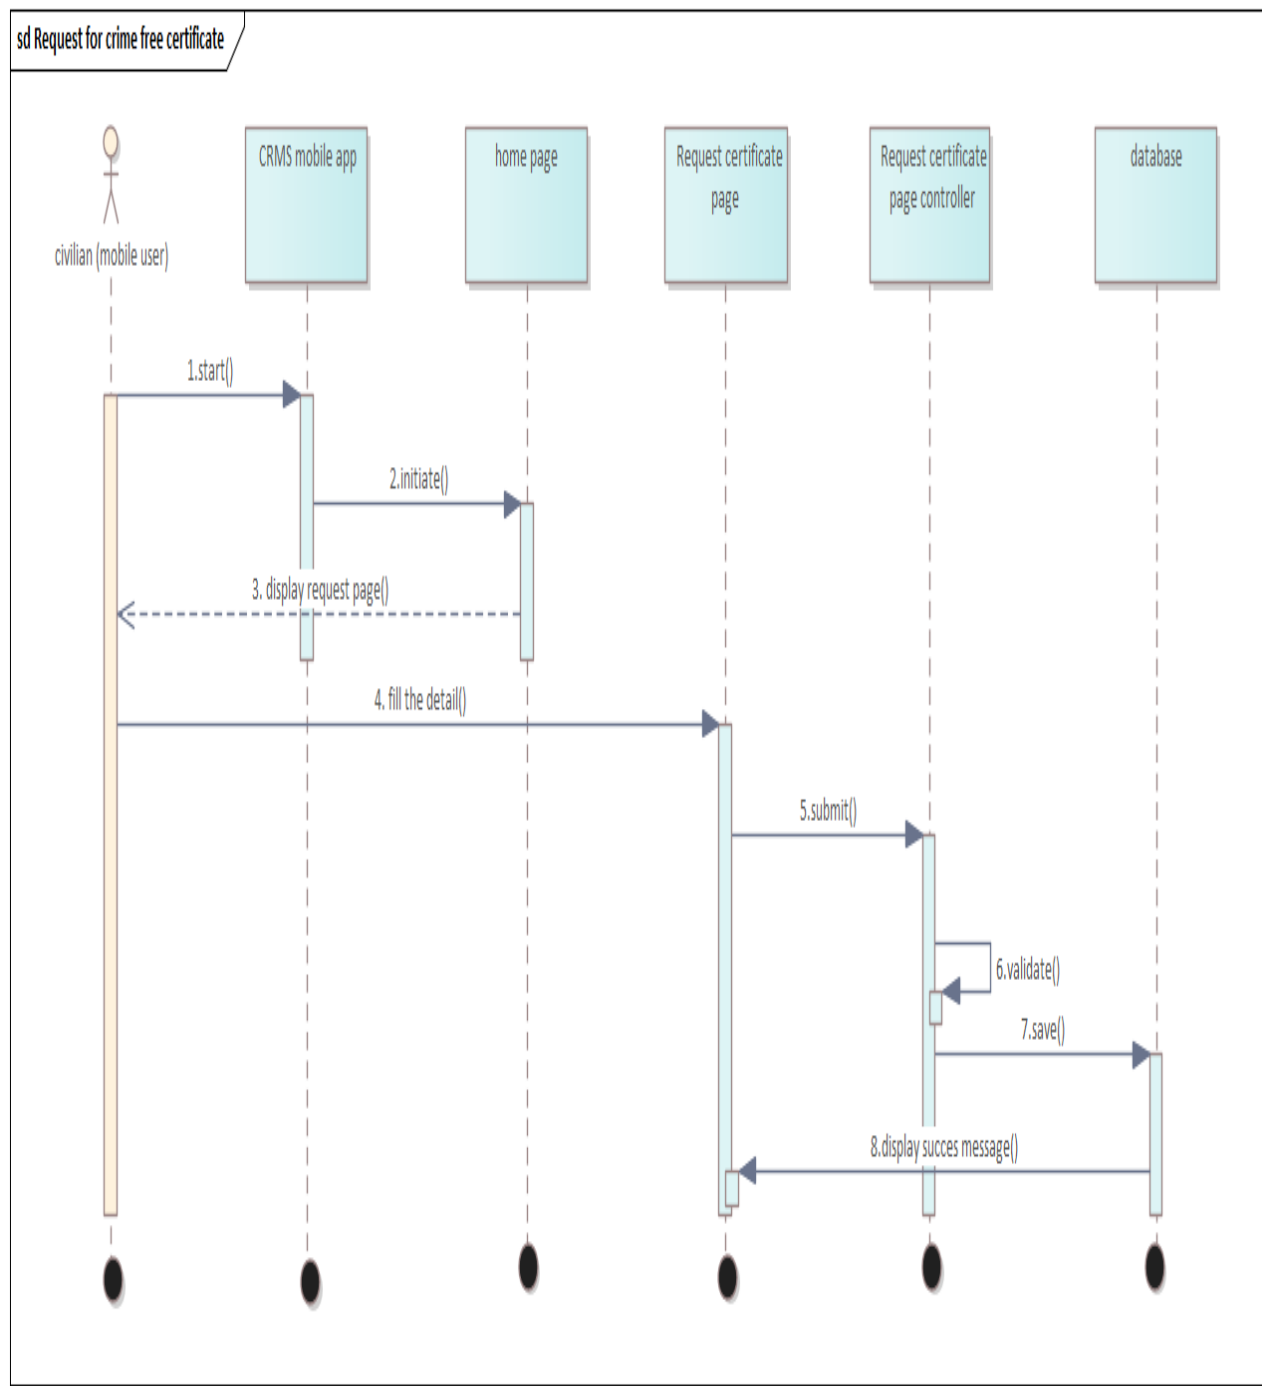 sd Request for crime free certificate
civilian (mobile user)
CRMS mobile app
home page
Request certificate
page
Request certificate
page controller
database
1.start()
2.initiate()
3. display request page()
4. fill the detail()
5.submit()
6.validate()
7.save()
8.display succes message()